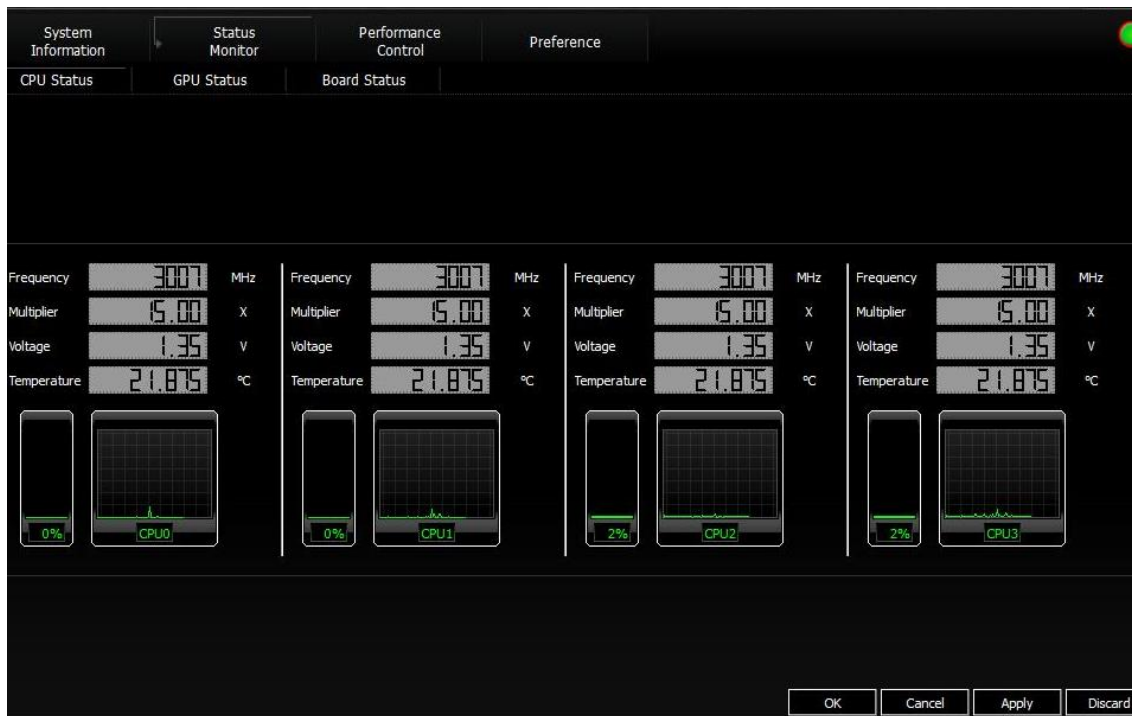 System Information
Status Monitor
Performance Control
Preference
CPU Status
GPU Status
Board Status
Frequency 3007 MHz
Multiplier 15.00 X
Voltage 1.35 V
Temperature 21.875 °C
0%
CPU0
Frequency 3007 MHz
Multiplier 15.00 X
Voltage 1.35 V
Temperature 21.875 °C
0%
CPU1
Frequency 3007 MHz
Multiplier 15.00 X
Voltage 1.35 V
Temperature 21.875 °C
2%
CPU2
Frequency 3007 MHz
Multiplier 15.00 X
Voltage 1.35 V
Temperature 21.875 °C
2%
CPU3
OK
Cancel
Apply
Discard